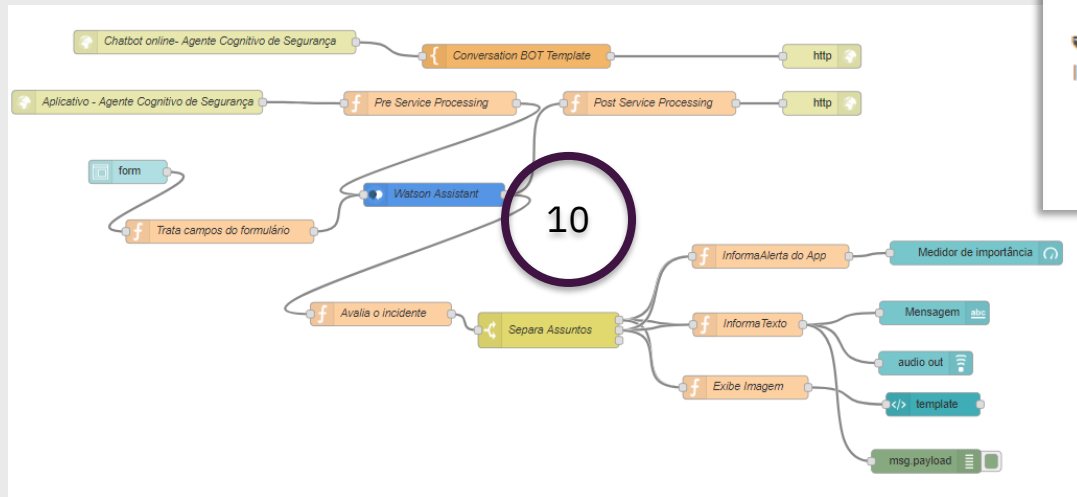 Chatbot online- Agente Cognitivo de Segurança
Conversation BOT Template
http
Aplicativo - Agente Cognitivo de Segurança
Pre Service Processing
Post Service Processing
http
form
Watson Assistant
10
Trata campos do formulário
InformaAlerta do App
Medidor de importância
Avalia o incidente
Separa Assuntos
InformaTexto
Mensagem
abc
audio out
Exibe Imagem
template
msg.payload